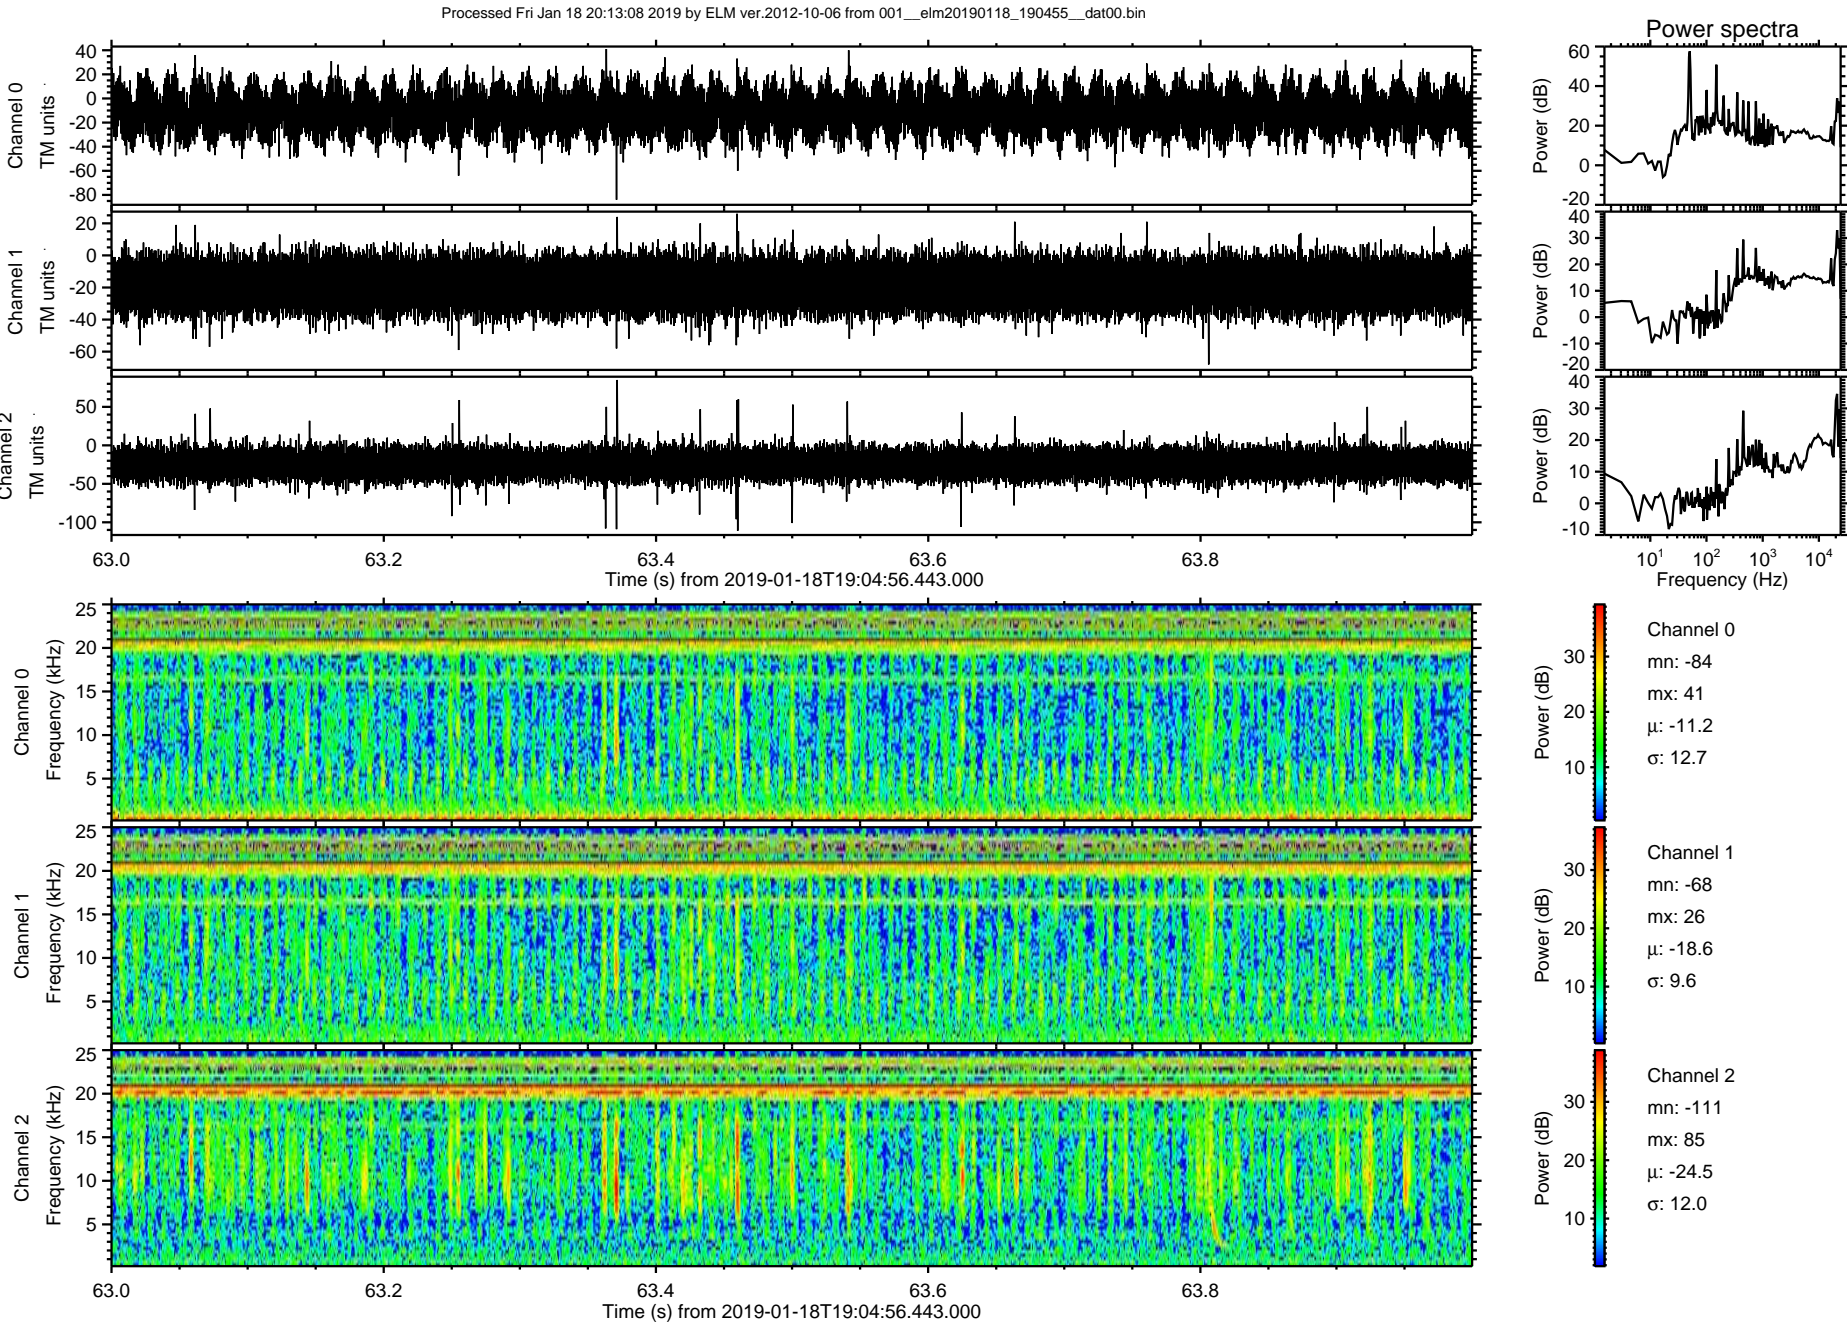 Processed Fri Jan 18 20:13:08 2019 by ELM ver.2012-10-06 from 001__elm20190118_190455__dat00.bin
Power spectra
Channel 0
TM units
40
20
0
-20
-40
-60
-80
Power (dB)
60
40
20
0
-20
Channel 1
TM units
20
0
-20
-40
-60
Power (dB)
40
30
20
10
0
-10
-20
Channel 2
TM units
50
0
-50
-100
Power (dB)
40
30
20
10
0
-10
63.0 63.2 63.4 63.6 63.8
Time (s) from 2019-01-18T19:04:56.443.000
10^1 10^2 10^3 10^4
Frequency (Hz)
Channel 0
Frequency (kHz)
25
20
15
10
5
Power (dB)
30
20
10
Channel 0
mn: -84
mx: 41
μ: -11.2
σ: 12.7
Channel 1
Frequency (kHz)
25
20
15
10
5
Power (dB)
30
20
10
Channel 1
mn: -68
mx: 26
μ: -18.6
σ: 9.6
Channel 2
Frequency (kHz)
25
20
15
10
5
Power (dB)
30
20
10
Channel 2
mn: -111
mx: 85
μ: -24.5
σ: 12.0
63.0 63.2 63.4 63.6 63.8
Time (s) from 2019-01-18T19:04:56.443.000